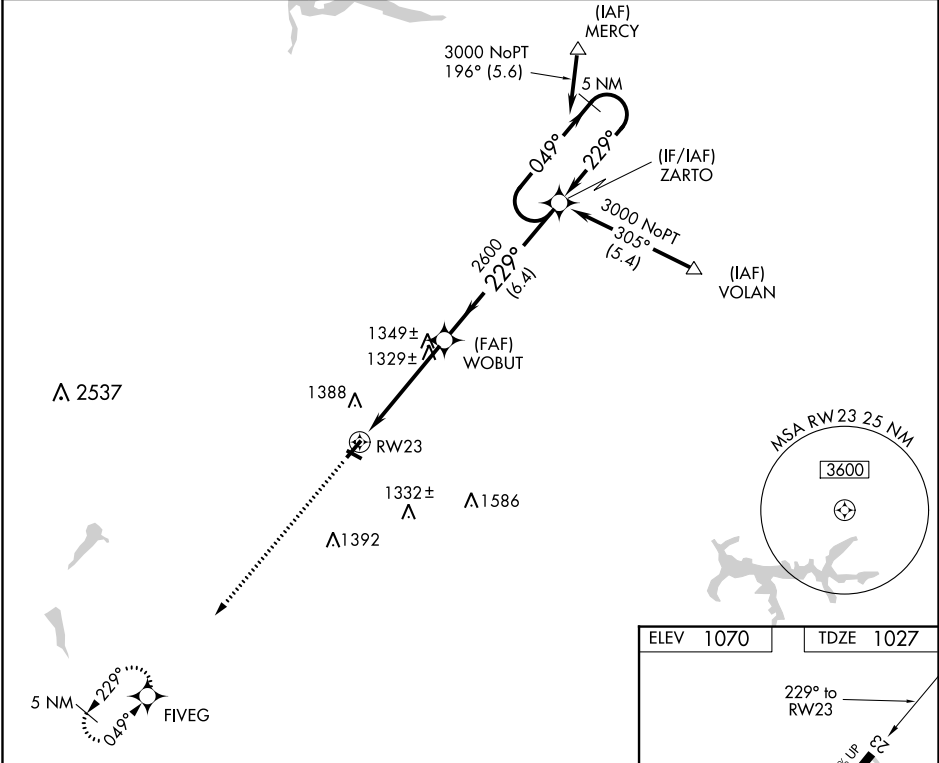 (IAF)
MERCY
3000 NoPT
196° (5.6)
5 NM
049°
229°
(IF/IAF)
ZARTO
3000 NoPT
305°
(5.4)
(IAF)
VOLAN
2600
229°
(6.4)
1349±
1329±
(FAF)
WOBUT
2537
1388
RW23
MSA RW23 25 NM
3600
1332±
1586
1392
ELEV 1070
TDZE 1027
229° to
RW23
23
% UP
5 NM
229°
049°
FIVEG